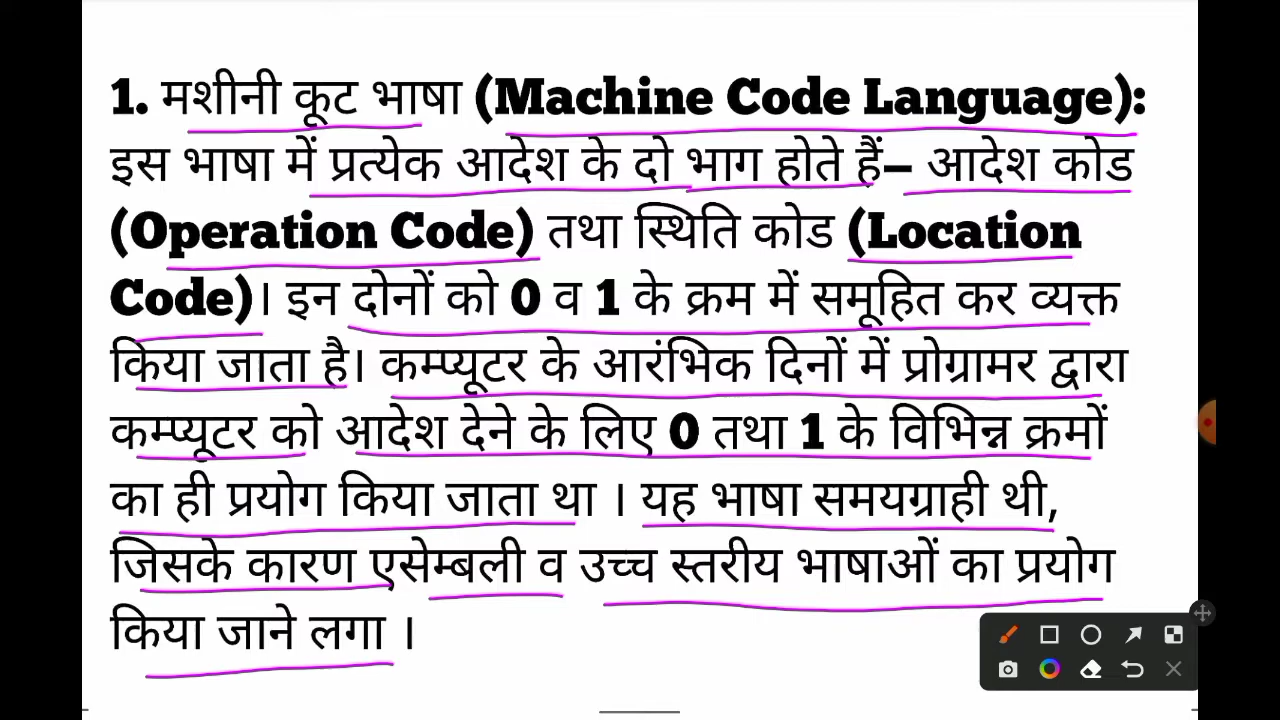 1. मशीनी कूट भाषा (Machine Code Language):
इस भाषा में प्रत्येक आदेश के दो भाग होते हैं– आदेश कोड
(Operation Code) तथा स्थिति कोड (Location
Code)। इन दोनों को 0 व 1 के क्रम में समूहित कर व्यक्त
किया जाता है। कम्प्यूटर के आरंभिक दिनों में प्रोग्रामर द्वारा
कम्प्यूटर को आदेश देने के लिए 0 तथा 1 के विभिन्न क्रमों
का ही प्रयोग किया जाता था । यह भाषा समयग्राही थी,
जिसके कारण एसेम्बली व उच्च स्तरीय भाषाओं का प्रयोग
किया जाने लगा ।